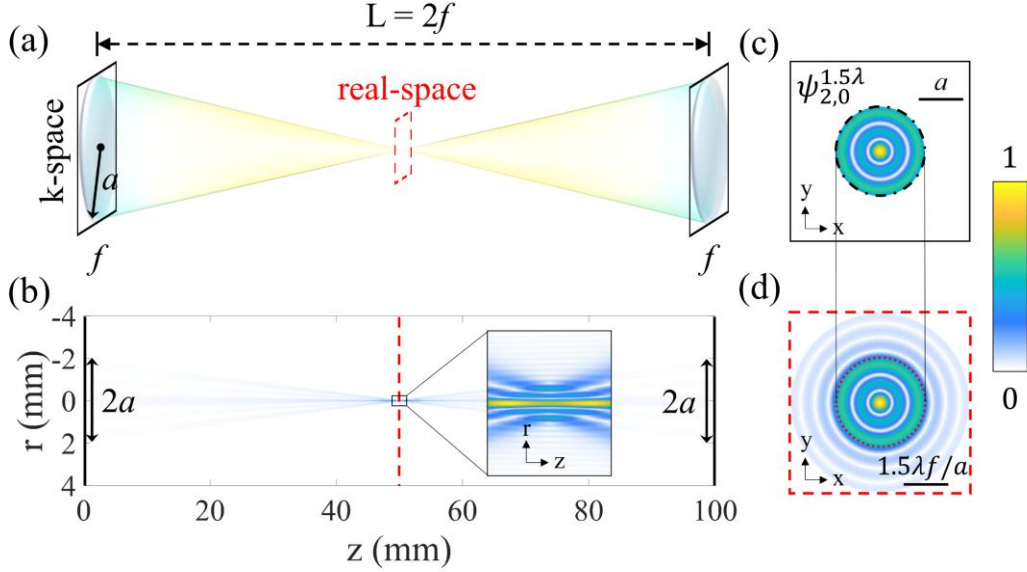 (a)
L = 2f
real-space
k-space
a
f
f
(b)
r (mm)
-4
-2
0
2
4
2a
2a
r
z
0
20
40
60
80
100
z (mm)
(c)
ψ_{2,0}^{1.5λ}
a
y
x
1
0
(d)
y
x
1.5λf/a